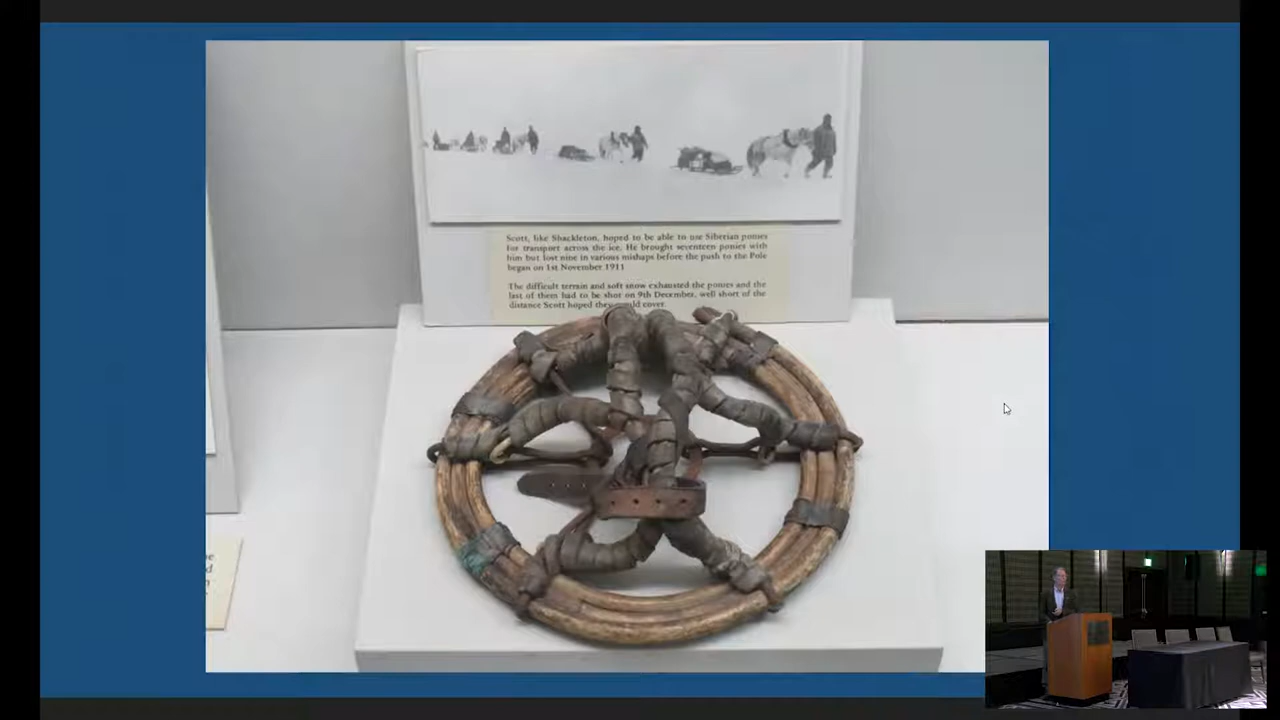 Scott, like Shackleton, hoped to be able to use Siberian ponies
for transport across the ice. He brought seventeen ponies with
him but lost nine in various mishaps before the push to the Pole
began on 1st November 1911
The difficult terrain and soft snow exhausted the ponies and the
last of them had to be shot on 9th December, well short of the
distance Scott hoped they would cover.